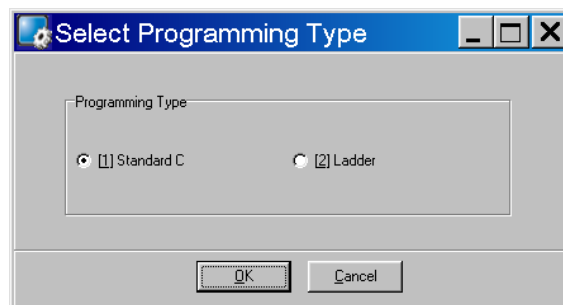 Select Programming Type
Programming Type
[1] Standard C
[2] Ladder
OK
Cancel